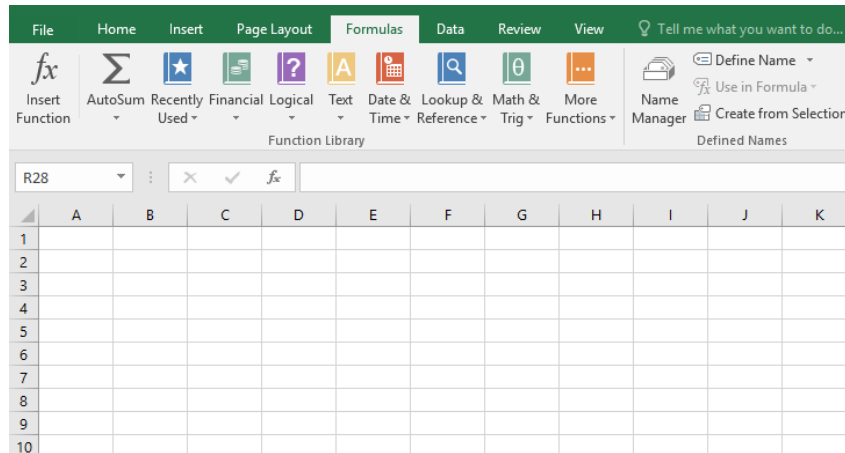 File Home Insert Page Layout Formulas Data Review View Tell me what you want to do...
fx Σ ? A θ ...
Insert Function
AutoSum
Recently Used
Financial
Logical
Text
Date & Time
Lookup & Reference
Math & Trig
More Functions
Name Manager
Define Name
fx Use in Formula
Create from Selection
Function Library Defined Names
R28 fx
A B C D E F G H I J K
1
2
3
4
5
6
7
8
9
10